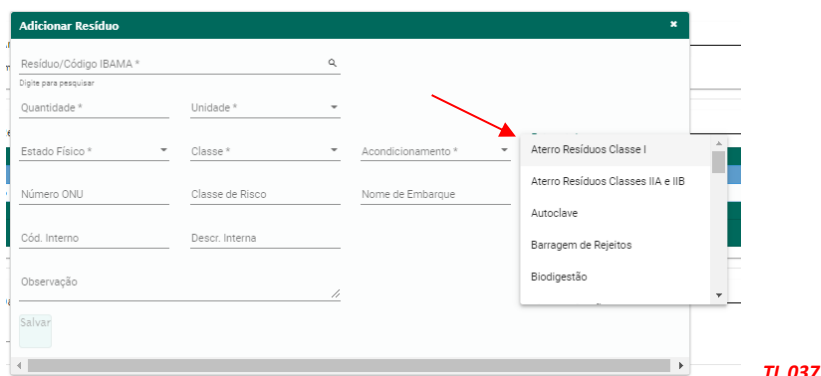 Adicionar Resíduo
Resíduo/Código IBAMA *
Digite para pesquisar
Quantidade * Unidade *
Estado Físico * Classe * Acondicionamento * Aterro Resíduos Classe I
Aterro Resíduos Classes IIA e IIB
Número ONU Classe de Risco Nome de Embarque
Autoclave
Cód. Interno Descr. Interna
Barragem de Rejeitos
Observação Biodigestão
Salvar
TL 037